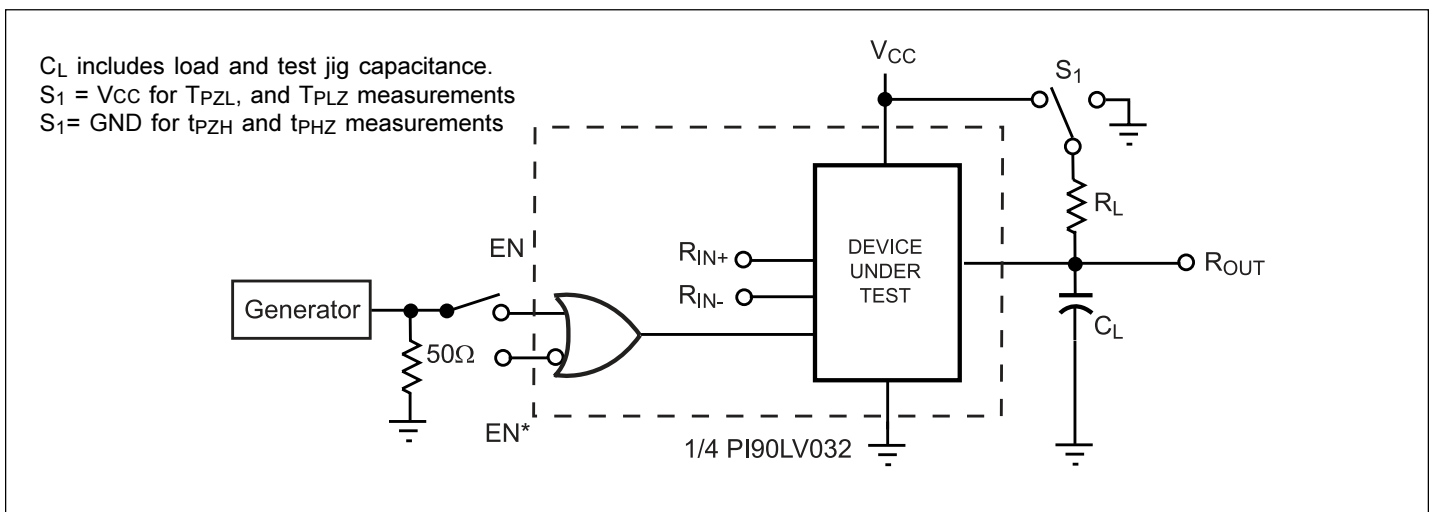 CL includes load and test jig capacitance.
S1 = VCC for TPZL, and TPLZ measurements
S1= GND for tPZH and tPHZ measurements
VCC
S1
RL
EN
RIN+
RIN-
DEVICE
UNDER
TEST
ROUT
Generator
50Ω
CL
EN*
1/4 PI90LV032